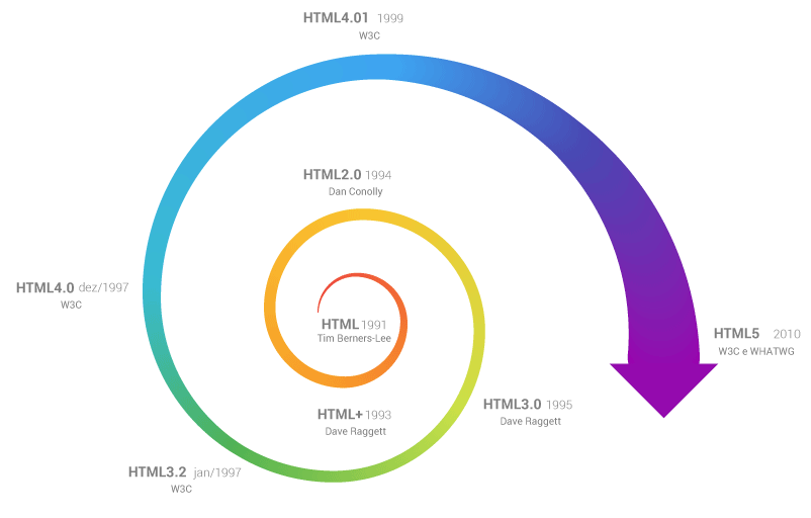 HTML4.01 1999
W3C
HTML2.0 1994
Dan Conolly
HTML4.0 dez/1997
W3C
HTML 1991
Tim Berners-Lee
HTML5 2010
W3C e WHATWG
HTML+ 1993
Dave Raggett
HTML3.0 1995
Dave Raggett
HTML3.2 jan/1997
W3C